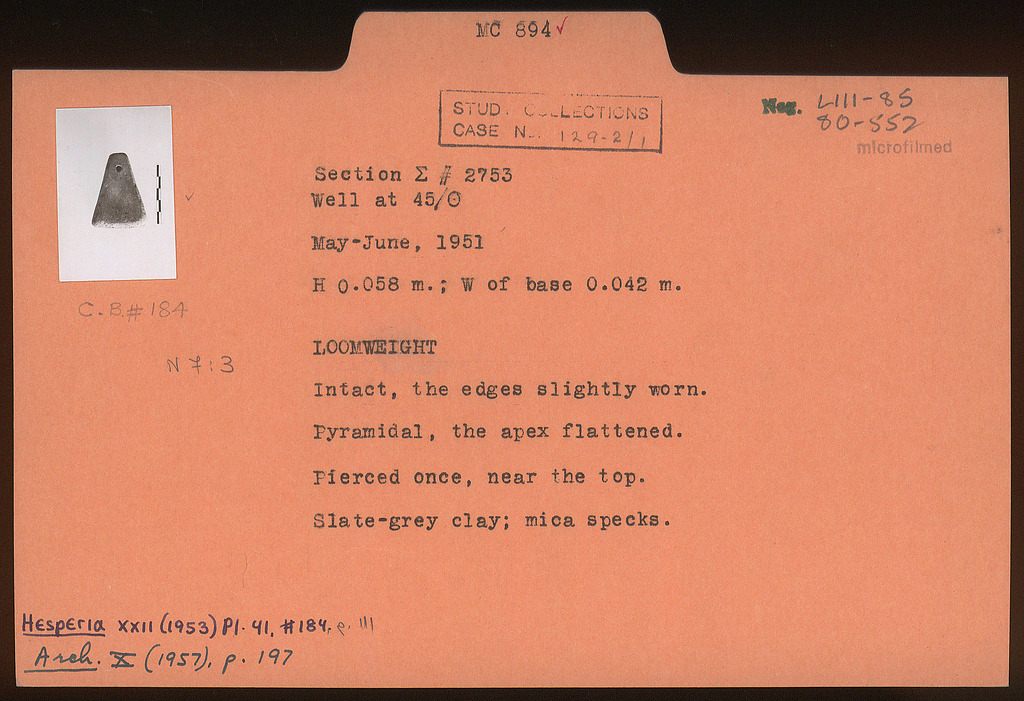 MC 894✓
STUD. COLLECTIONS
CASE N.. 129-2/1
Neg. LIII-85
80-552
microfilmed
Section Σ # 2753
Well at 45/Θ
May-June, 1951
H 0.058 m.; W of base 0.042 m.
C.B.# 184
LOOMWEIGHT
N 7:3
Intact, the edges slightly worn.
Pyramidal, the apex flattened.
Pierced once, near the top.
Slate-grey clay; mica specks.
Hesperia XXII (1953) Pl. 41, #184, p. 111
Arch. X (1957), p. 197